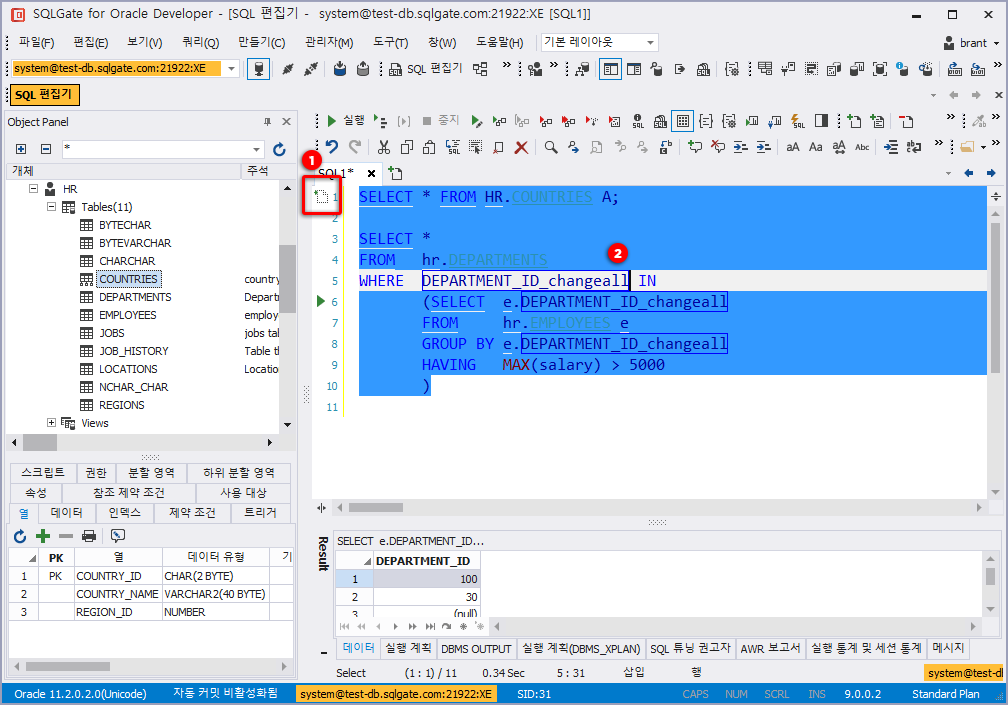 SQLGate for Oracle Developer - [SQL 편집기 - system@test-db.sqlgate.com:21922:XE [SQL1]]
파일(F) 편집(E) 보기(V) 쿼리(Q) 만들기(C) 관리자(M) 도구(T) 창(W) 도움말(H) 기본 레이아웃 brant
system@test-db.sqlgate.com:21922:XE SQL 편집기
SQL 편집기
Object Panel
*
개체 주석
HR
Tables(11)
BYTECHAR
BYTEVARCHAR
CHARCHAR
COUNTRIES country
DEPARTMENTS Depart
EMPLOYEES employ
JOBS jobs tal
JOB_HISTORY Table th
LOCATIONS Locatio
NCHAR_CHAR
REGIONS
Views
스크립트 권한 분할 영역 하위 분할 영역
속성 참조 제약 조건 사용 대상
열 데이터 인덱스 제약 조건 트리거
PK 열 데이터 유형 기
1 PK COUNTRY_ID CHAR(2 BYTE)
2 COUNTRY_NAME VARCHAR2(40 BYTE)
3 REGION_ID NUMBER
실행 중지
1
SQL1*
1 SELECT * FROM HR.COUNTRIES A;
2
3 SELECT *
2
4 FROM hr.DEPARTMENTS
5 WHERE DEPARTMENT_ID_changeall IN
6 (SELECT e.DEPARTMENT_ID_changeall
7 FROM hr.EMPLOYEES e
8 GROUP BY e.DEPARTMENT_ID_changeall
9 HAVING MAX(salary) > 5000
10 )
11
Result
SELECT e.DEPARTMENT_ID...
DEPARTMENT_ID
1 100
2 30
3 (null)
데이터 실행 계획 DBMS OUTPUT 실행 계획(DBMS_XPLAN) SQL 튜닝 권고자 AWR 보고서 실행 통계 및 세션 통계 메시지
Select (1 : 1) / 11 0.34 Sec 5 : 31 삽입 행 system@test-d
Oracle 11.2.0.2.0(Unicode) 자동 커밋 비활성화됨 system@test-db.sqlgate.com:21922:XE SID:31 CAPS NUM SCRL INS 9.0.0.2 Standard Plan